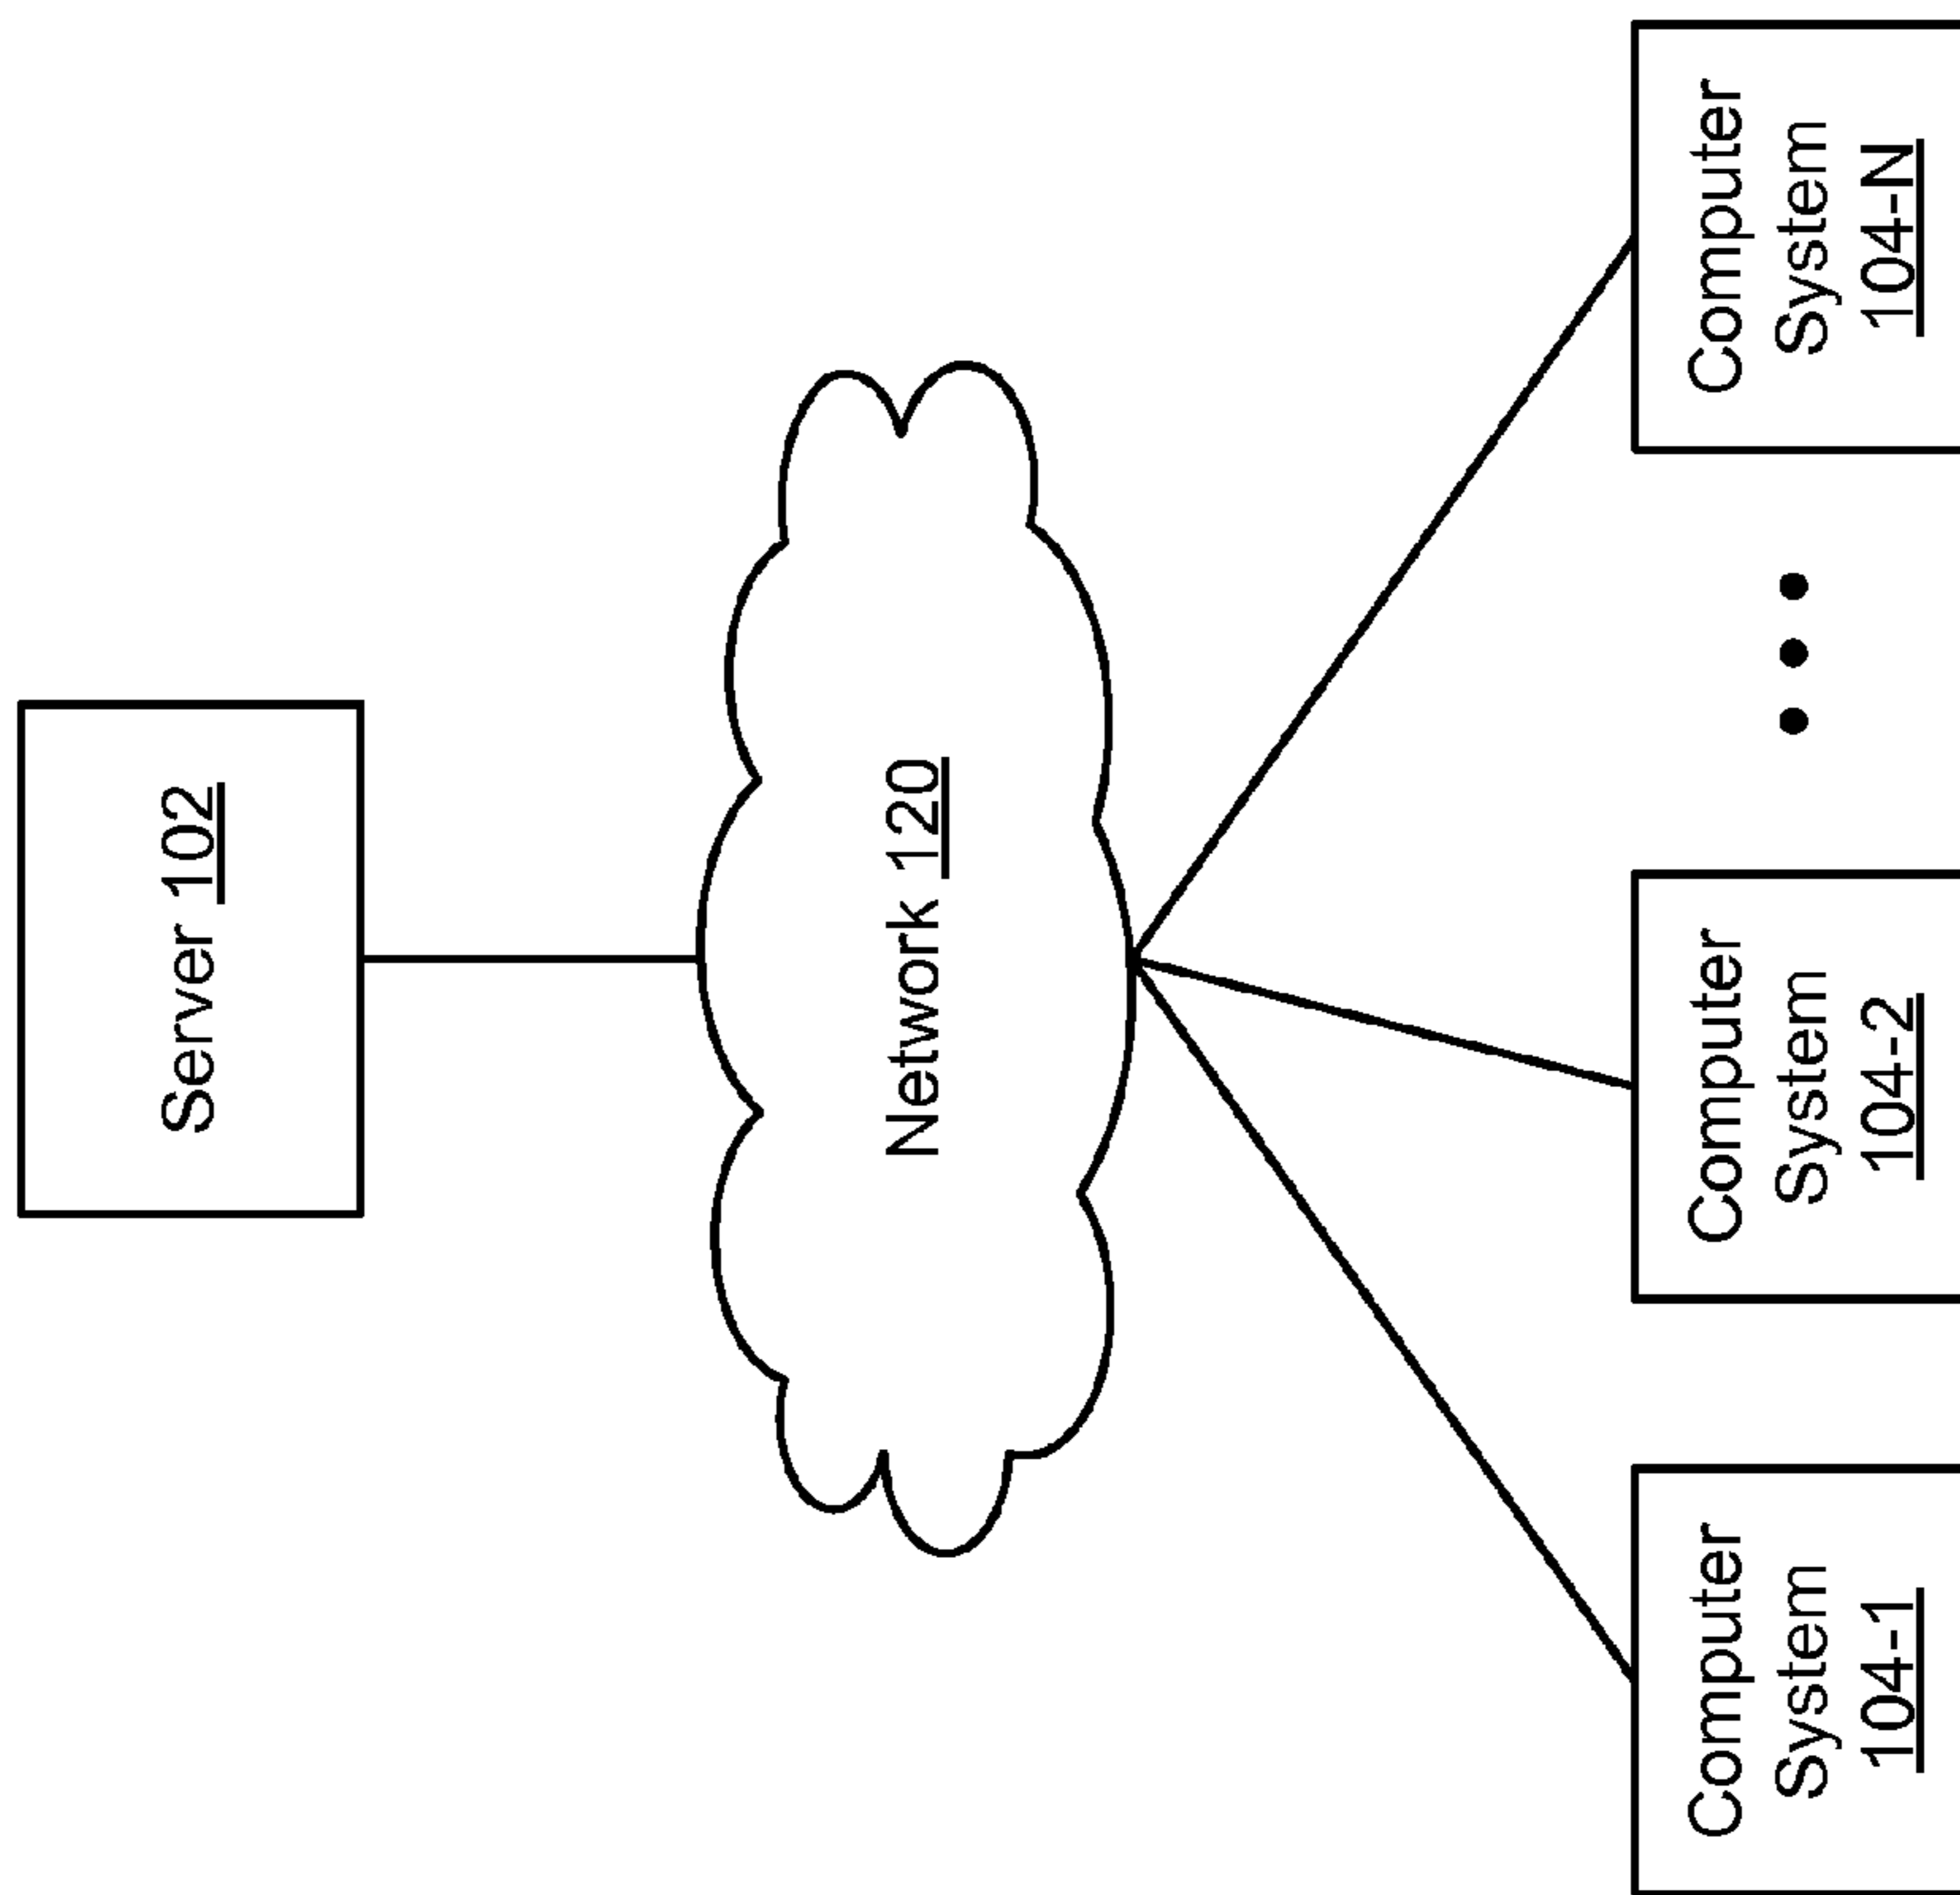 Server 102
Network 120
Computer
System
104-1
Computer
System
104-2
Computer
System
104-N